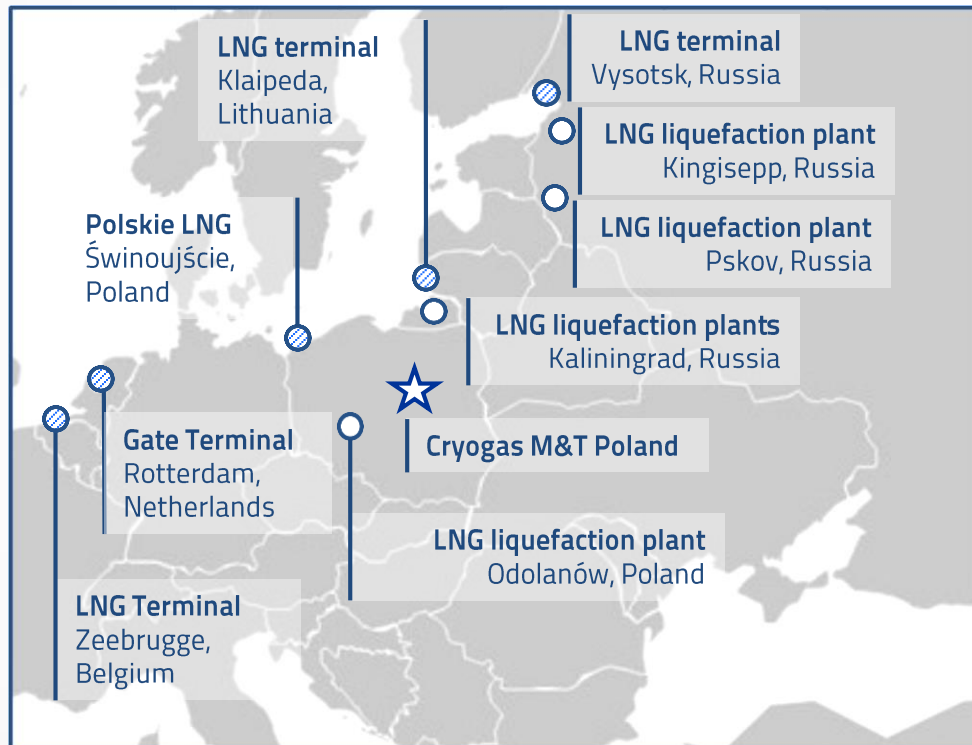 LNG terminal
Klaipeda,
Lithuania
LNG terminal
Vysotsk, Russia
LNG liquefaction plant
Kingisepp, Russia
LNG liquefaction plant
Pskov, Russia
Polskie LNG
Świnoujście,
Poland
LNG liquefaction plants
Kaliningrad, Russia
Gate Terminal
Rotterdam,
Netherlands
Cryogas M&T Poland
LNG liquefaction plant
Odolanów, Poland
LNG Terminal
Zeebrugge,
Belgium